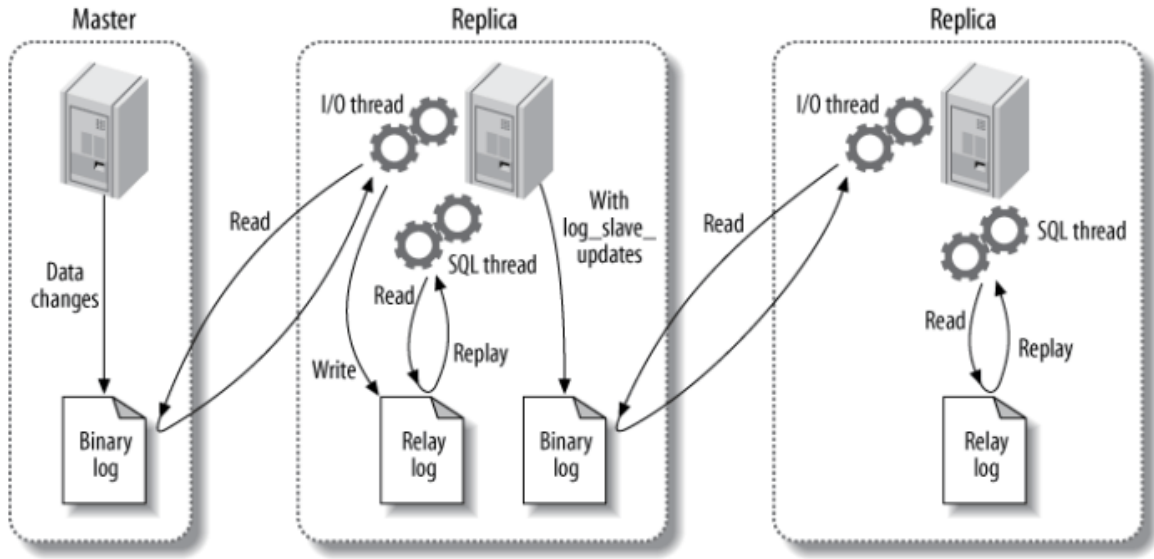 Master
Replica
Replica
I/O thread
I/O thread
Read
With
log_slave_
updates
Read
SQL thread
SQL thread
Data
changes
Read
Replay
Read
Replay
Write
Binary
log
Relay
log
Binary
log
Relay
log